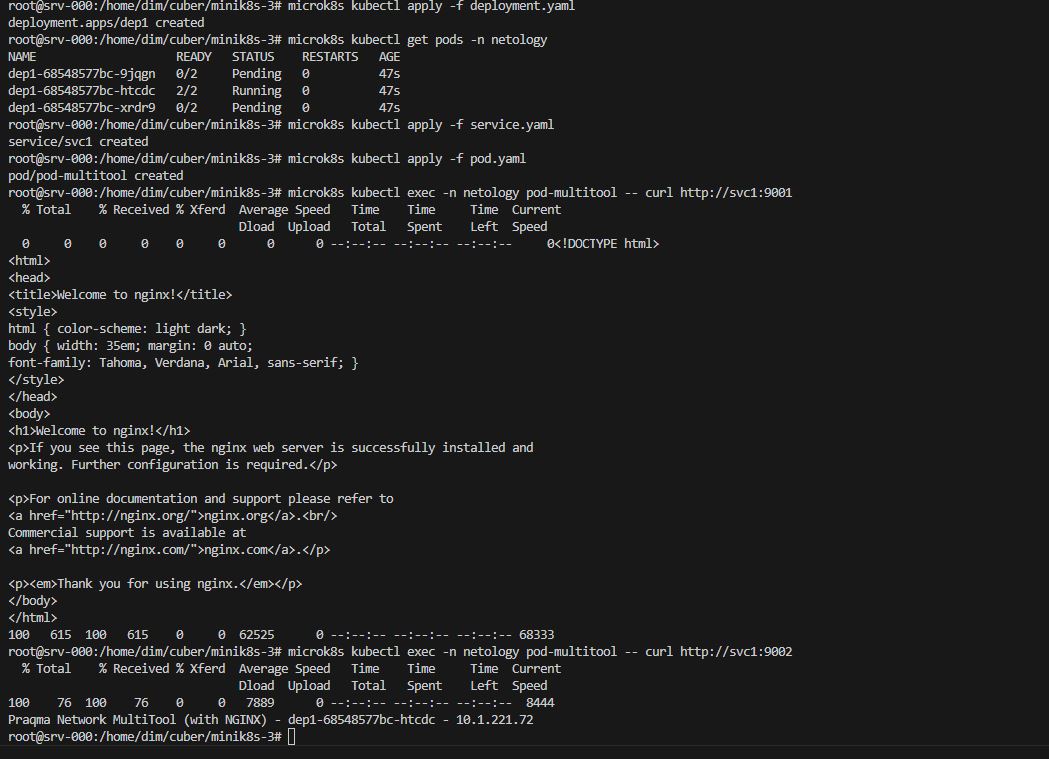 root@srv-000:/home/dim/cuber/minik8s-3# microk8s kubectl apply -f deployment.yaml
deployment.apps/dep1 created
root@srv-000:/home/dim/cuber/minik8s-3# microk8s kubectl get pods -n netology
NAME                    READY   STATUS    RESTARTS   AGE
dep1-68548577bc-9jqgn   0/2     Pending   0          47s
dep1-68548577bc-htcdc   2/2     Running   0          47s
dep1-68548577bc-xrdr9   0/2     Pending   0          47s
root@srv-000:/home/dim/cuber/minik8s-3# microk8s kubectl apply -f service.yaml
service/svc1 created
root@srv-000:/home/dim/cuber/minik8s-3# microk8s kubectl apply -f pod.yaml
pod/pod-multitool created
root@srv-000:/home/dim/cuber/minik8s-3# microk8s kubectl exec -n netology pod-multitool -- curl http://svc1:9001
  % Total    % Received % Xferd  Average Speed   Time    Time     Time  Current
                                 Dload  Upload   Total   Spent    Left  Speed
  0     0    0     0    0     0      0      0 --:--:-- --:--:-- --:--:--     0<!DOCTYPE html>
<html>
<head>
<title>Welcome to nginx!</title>
<style>
html { color-scheme: light dark; }
body { width: 35em; margin: 0 auto;
font-family: Tahoma, Verdana, Arial, sans-serif; }
</style>
</head>
<body>
<h1>Welcome to nginx!</h1>
<p>If you see this page, the nginx web server is successfully installed and
working. Further configuration is required.</p>

<p>For online documentation and support please refer to
<a href="http://nginx.org/">nginx.org</a>.<br/>
Commercial support is available at
<a href="http://nginx.com/">nginx.com</a>.</p>

<p><em>Thank you for using nginx.</em></p>
</body>
</html>
100   615  100   615    0     0  62525      0 --:--:-- --:--:-- --:--:-- 68333
root@srv-000:/home/dim/cuber/minik8s-3# microk8s kubectl exec -n netology pod-multitool -- curl http://svc1:9002
  % Total    % Received % Xferd  Average Speed   Time    Time     Time  Current
                                 Dload  Upload   Total   Spent    Left  Speed
100    76  100    76    0     0   7889      0 --:--:-- --:--:-- --:--:--  8444
Praqma Network MultiTool (with NGINX) - dep1-68548577bc-htcdc - 10.1.221.72
root@srv-000:/home/dim/cuber/minik8s-3#